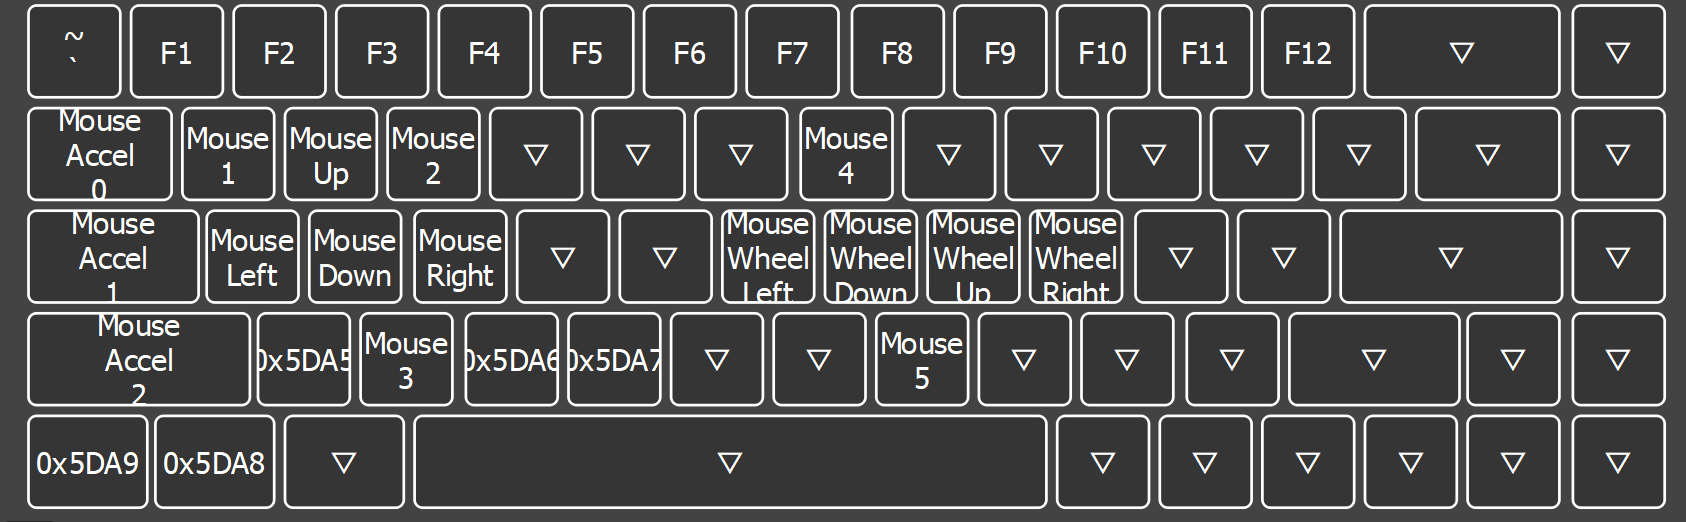 ~
`
F1
F2
F3
F4
F5
F6
F7
F8
F9
F10
F11
F12
▽
▽
Mouse
Accel
0
Mouse
1
Mouse
Up
Mouse
2
▽
▽
▽
Mouse
4
▽
▽
▽
▽
▽
▽
▽
Mouse
Accel
1
Mouse
Left
Mouse
Down
Mouse
Right
▽
▽
Mouse
Wheel
Left
Mouse
Wheel
Down
Mouse
Wheel
Up
Mouse
Wheel
Right
▽
▽
▽
▽
Mouse
Accel
2
0x5DA5
Mouse
3
0x5DA6
0x5DA7
▽
▽
Mouse
5
▽
▽
▽
▽
▽
▽
0x5DA9
0x5DA8
▽
▽
▽
▽
▽
▽
▽
▽